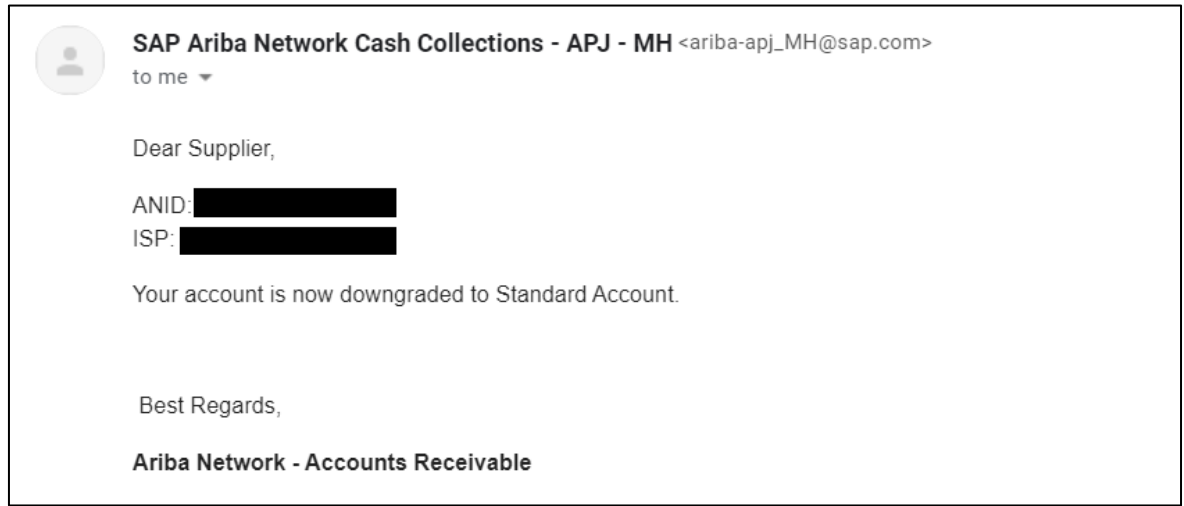 SAP Ariba Network Cash Collections - APJ - MH <ariba-apj_MH@sap.com>
to me
Dear Supplier,
ANID:
ISP:
Your account is now downgraded to Standard Account.
Best Regards,
Ariba Network - Accounts Receivable